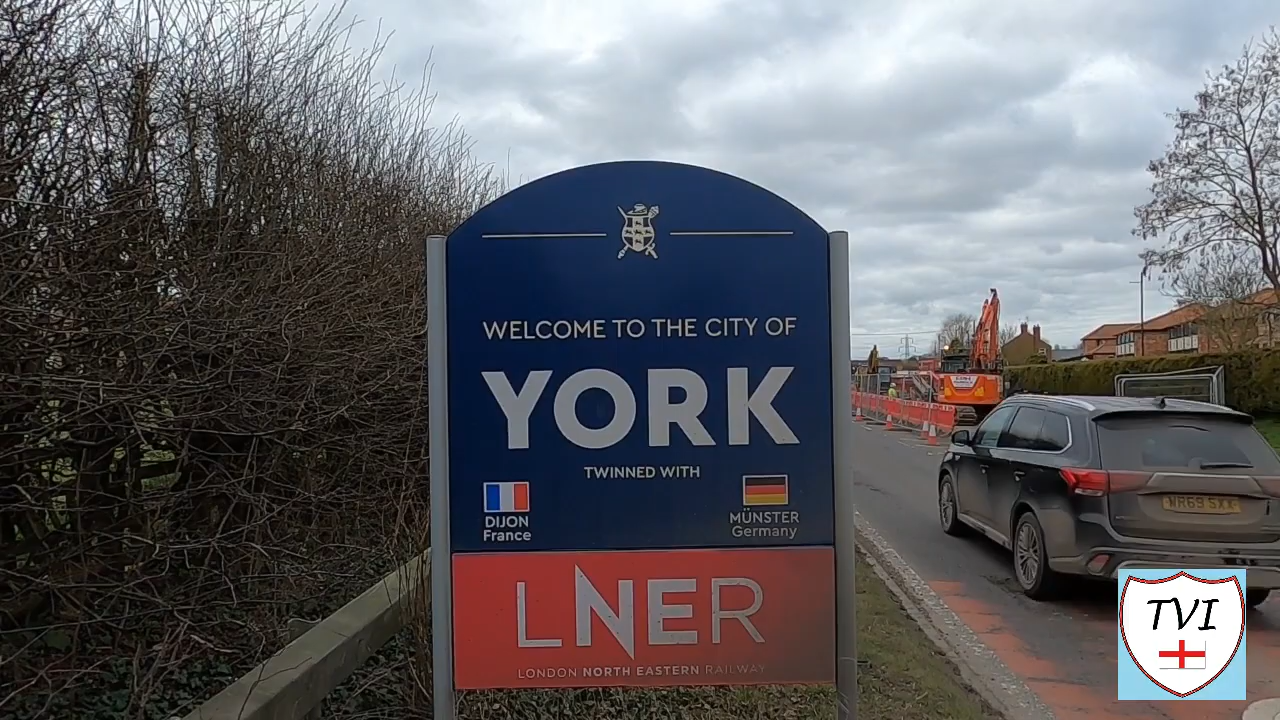 WELCOME TO THE CITY OF
YORK
TWINNED WITH
DIJON
France
MÜNSTER
Germany
LNER
LONDON NORTH EASTERN RAILWAY
WR69 SXX
TVI